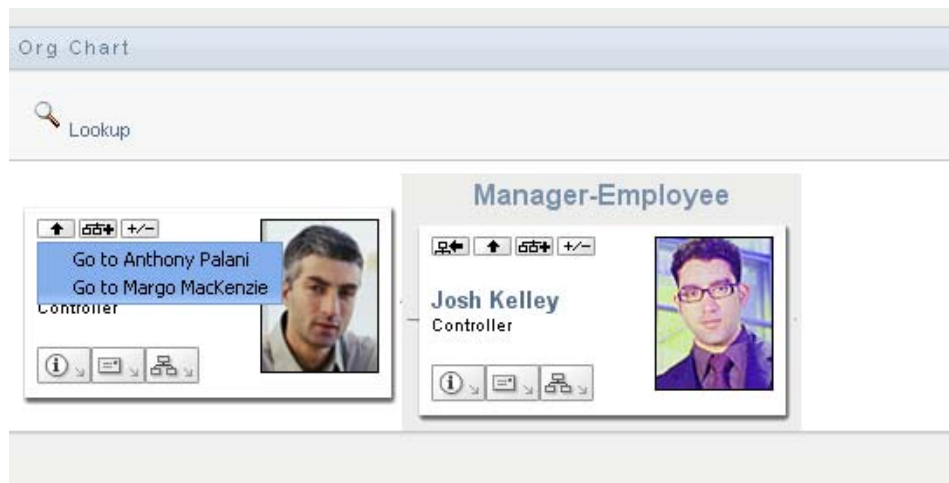 Org Chart
Lookup
Manager-Employee
+/-
Go to Anthony Palani
Go to Margo MacKenzie
Controller
+/-
Josh Kelley
Controller